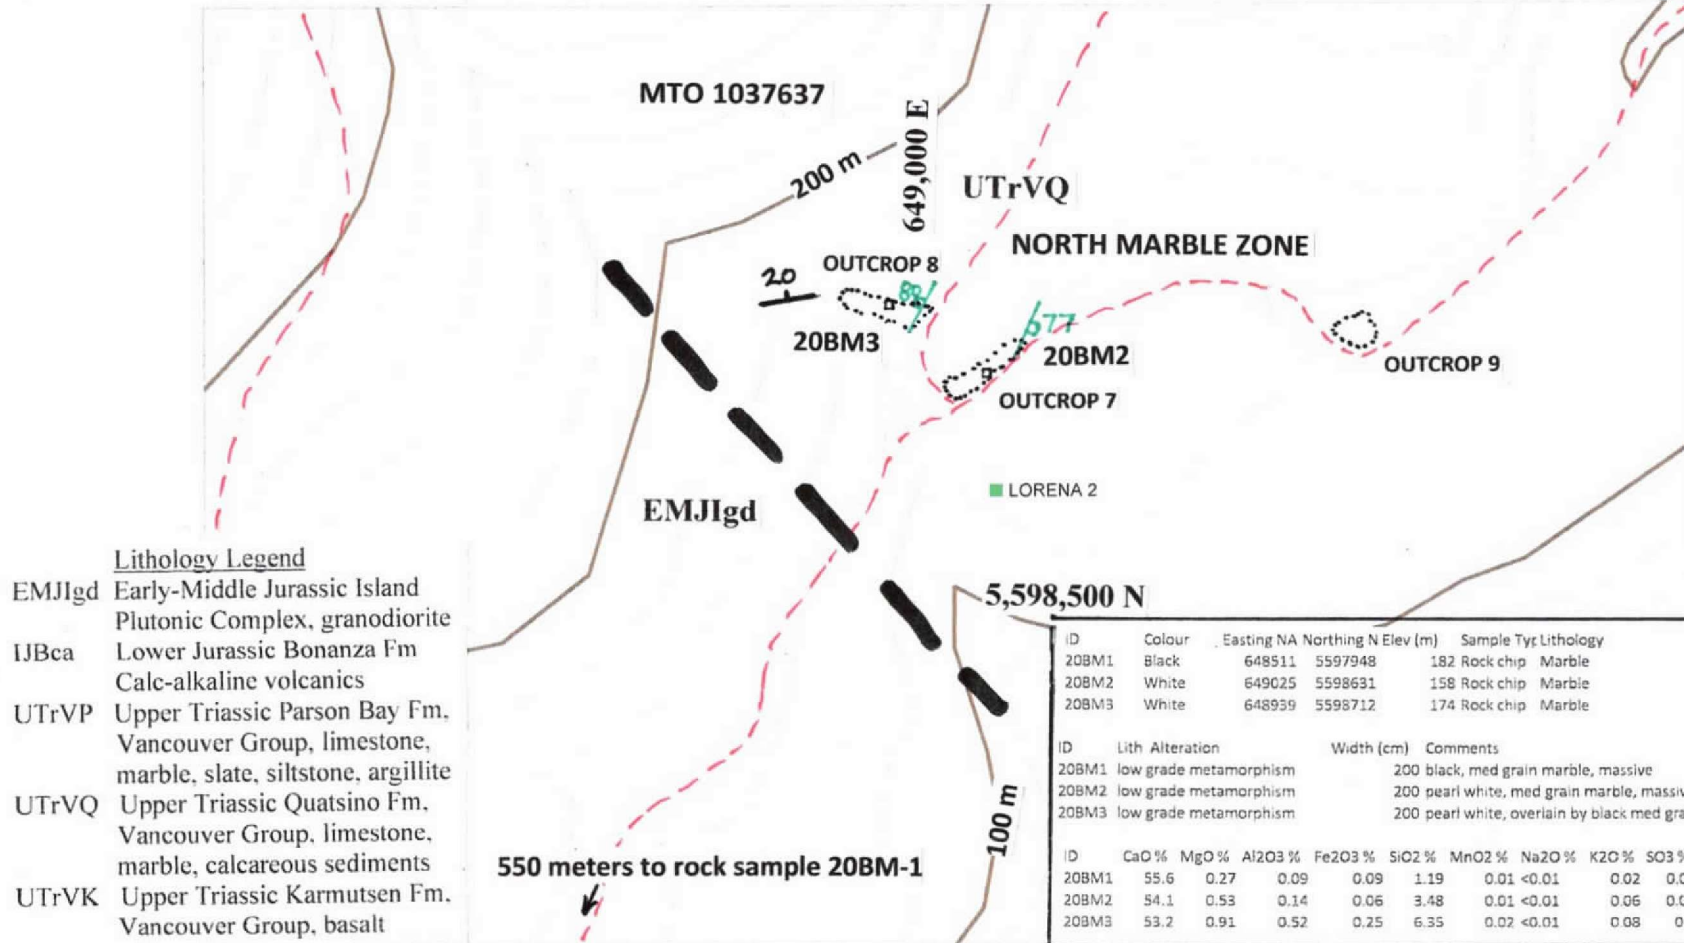 MTO 1037637
649,000 E
200 m
UTrVQ
NORTH MARBLE ZONE
OUTCROP 8
20
88
20BM3
77
20BM2
OUTCROP 9
OUTCROP 7
LORENA 2
EMJIgd
5,598,500 N
Lithology Legend
EMJIgd Early-Middle Jurassic Island
Plutonic Complex, granodiorite
IJBca Lower Jurassic Bonanza Fm
Calc-alkaline volcanics
UTrVP Upper Triassic Parson Bay Fm.
Vancouver Group, limestone,
marble, slate, siltstone, argillite
UTrVQ Upper Triassic Quatsino Fm,
Vancouver Group, limestone,
marble, calcareous sediments
UTrVK Upper Triassic Karmutsen Fm.
Vancouver Group, basalt
100 m
550 meters to rock sample 20BM-1
ID Colour Easting NA Northing N Elev (m) Sample Typ Lithology
20BM1 Black 648511 5597948 182 Rock chip Marble
20BM2 White 649025 5598631 158 Rock chip Marble
20BM3 White 648939 5598712 174 Rock chip Marble
ID Lith Alteration Width (cm) Comments
20BM1 low grade metamorphism 200 black, med grain marble, massive
20BM2 low grade metamorphism 200 pearl white, med grain marble, massiv
20BM3 low grade metamorphism 200 pearl white, overlain by black med gra
ID CaO % MgO % Al2O3 % Fe2O3 % SiO2 % MnO2 % Na2O % K2O % SO3 %
20BM1 55.6 0.27 0.09 0.09 1.19 0.01 <0.01 0.02 0.0
20BM2 54.1 0.53 0.14 0.06 3.48 0.01 <0.01 0.06 0.0
20BM3 53.2 0.91 0.52 0.25 6.35 0.02 <0.01 0.08 0